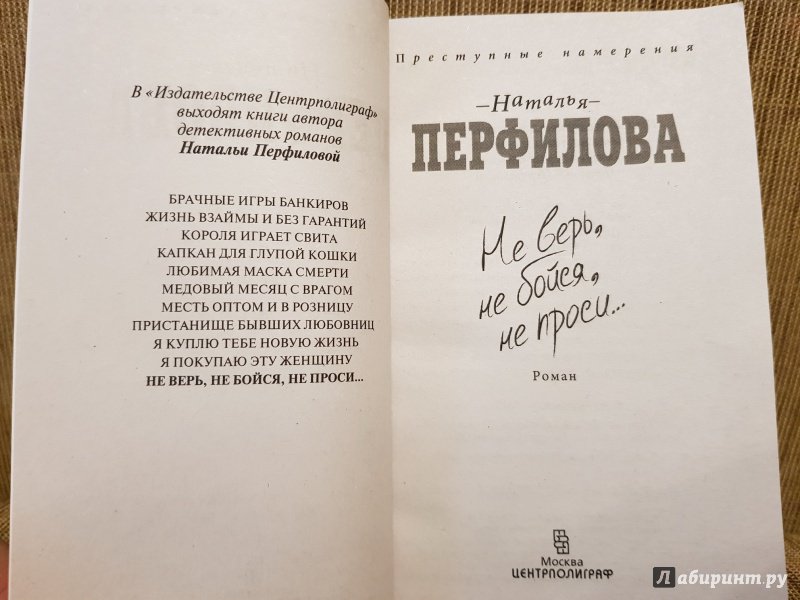 В «Издательстве Центрполиграф»
выходят книги автора
детективных романов
Натальи Перфиловой
БРАЧНЫЕ ИГРЫ БАНКИРОВ
ЖИЗНЬ ВЗАЙМЫ И БЕЗ ГАРАНТИЙ
КОРОЛЯ ИГРАЕТ СВИТА
КАПКАН ДЛЯ ГЛУПОЙ КОШКИ
ЛЮБИМАЯ МАСКА СМЕРТИ
МЕДОВЫЙ МЕСЯЦ С ВРАГОМ
МЕСТЬ ОПТОМ И В РОЗНИЦУ
ПРИСТАНИЩЕ БЫВШИХ ЛЮБОВНИЦ
Я КУПЛЮ ТЕБЕ НОВУЮ ЖИЗНЬ
Я ПОКУПАЮ ЭТУ ЖЕНЩИНУ
НЕ ВЕРЬ, НЕ БОЙСЯ, НЕ ПРОСИ...
Преступные намерения
–Наталья–
ПЕРФИЛОВА
Не верь,
не бойся,
не проси...
Роман
Москва
ЦЕНТРПОЛИГРАФ
Лабиринт.ру